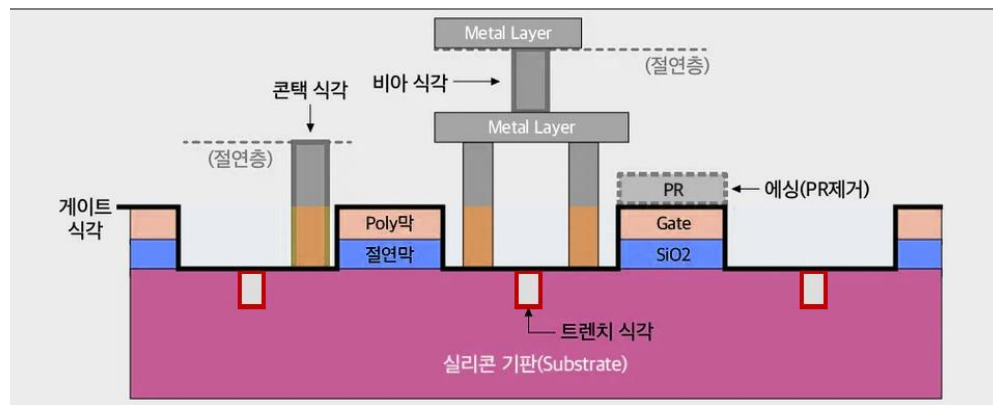 Metal Layer
(절연층)
비아 식각
콘택 식각
Metal Layer
(절연층)
PR
에싱(PR제거)
게이트
식각
Poly막
Gate
절연막
SiO2
트렌치 식각
실리콘 기판(Substrate)